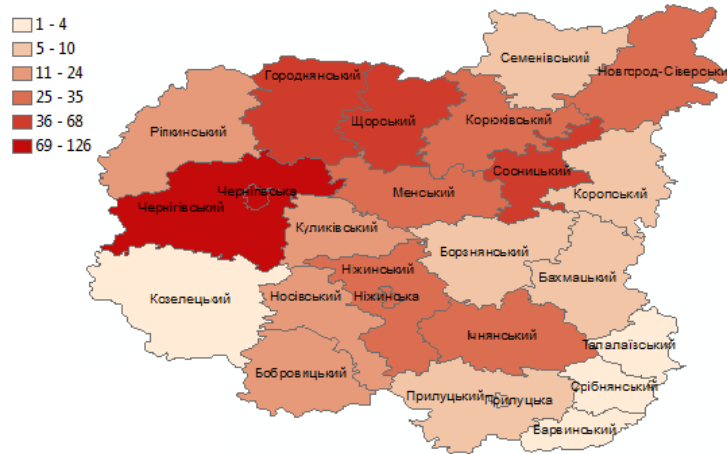 1 - 4
5 - 10
11 - 24
25 - 35
36 - 68
69 - 126
Семенівський
Новгород-Сіверськи
Городнянський
Щорський
Корюківський
Ріпкинський
Сосницький
Чернігівська
Менський
Коропський
Чернігівський
Куликівський
Борзнянський
Ніжинський
Бахмацький
Козелецький
Носівський
Ніжинська
Ічнянський
Талалаївський
Бобровицький
Срібнянський
Прилуцький
Прилуцька
Варвинський